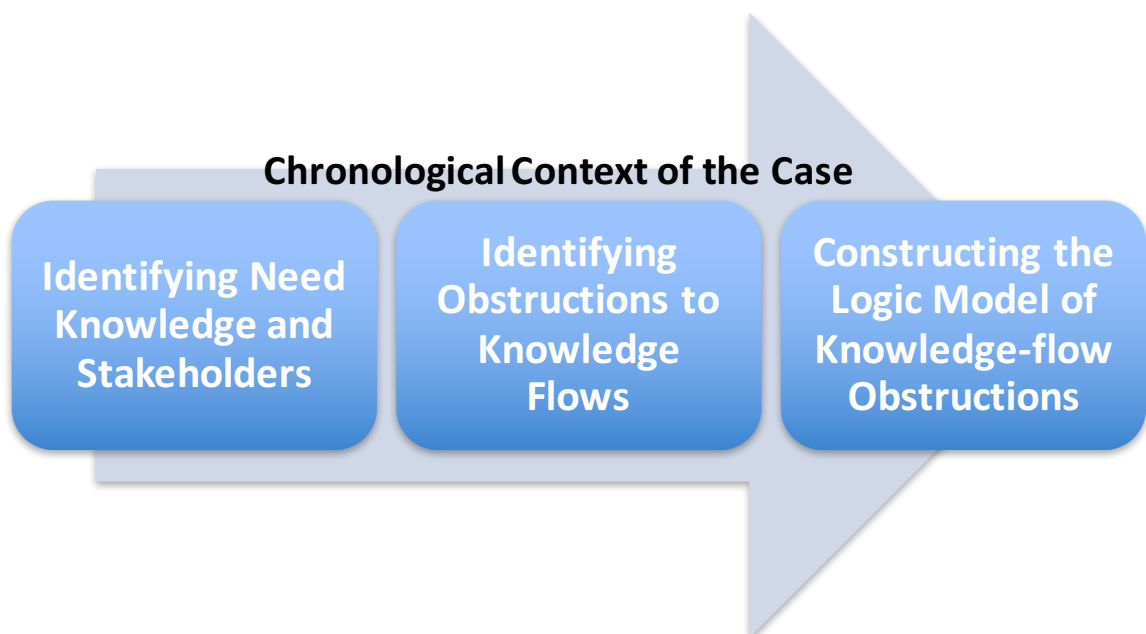 Chronological Context of the Case
Identifying Need
Knowledge and
Stakeholders
Identifying
Obstructions to
Knowledge
Flows
Constructing the
Logic Model of
Knowledge-flow
Obstructions